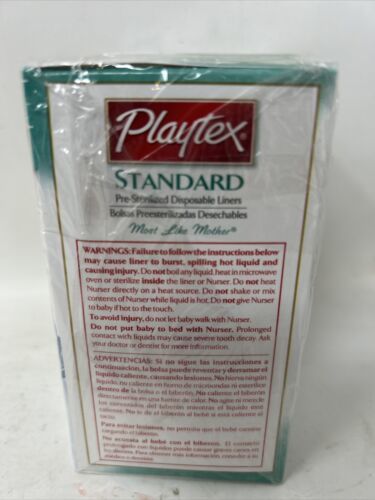 Playtex®
STANDARD
Pre-Sterilized Disposable Liners
Bolsas Preesterilizadas Desechables
Most Like Mother®
WARNINGS: Failure to follow the instructions below
may cause liner to burst, spilling hot liquid and
causing injury. Do not boil any liquid, heat in microwave
oven or sterilize inside the liner or Nurser. Do not heat
Nurser directly on a heat source. Do not shake or mix
contents of Nurser while liquid is hot. Do not give Nurser
to baby if hot to the touch.
To avoid injury, do not let baby walk with Nurser.
Do not put baby to bed with Nurser. Prolonged
contact with liquids may cause severe tooth decay. Ask
your doctor or dentist for more information.
ADVERTENCIAS: Si no sigue las instrucciones a
continuación, la bolsa puede reventar y derramar el
líquido caliente, causando lesiones. No hierva ningún
líquido, no caliente en horno de microondas ni esterilice
dentro de la bolsa o el biberón. No caliente el biberón
directamente en una fuente de calor. No agite ni mezcle
los contenidos del biberón mientras el líquido esté
caliente. No le dé el biberón al bebé si está caliente al
tacto.
Para evitar lesiones, no permita que el bebé camine
cargando el biberón.
No acueste al bebé con el biberón. El contacto
prolongado con líquidos puede causar graves caries en
los dientes. Para obtener más información, consulte a su
médico o dentista.